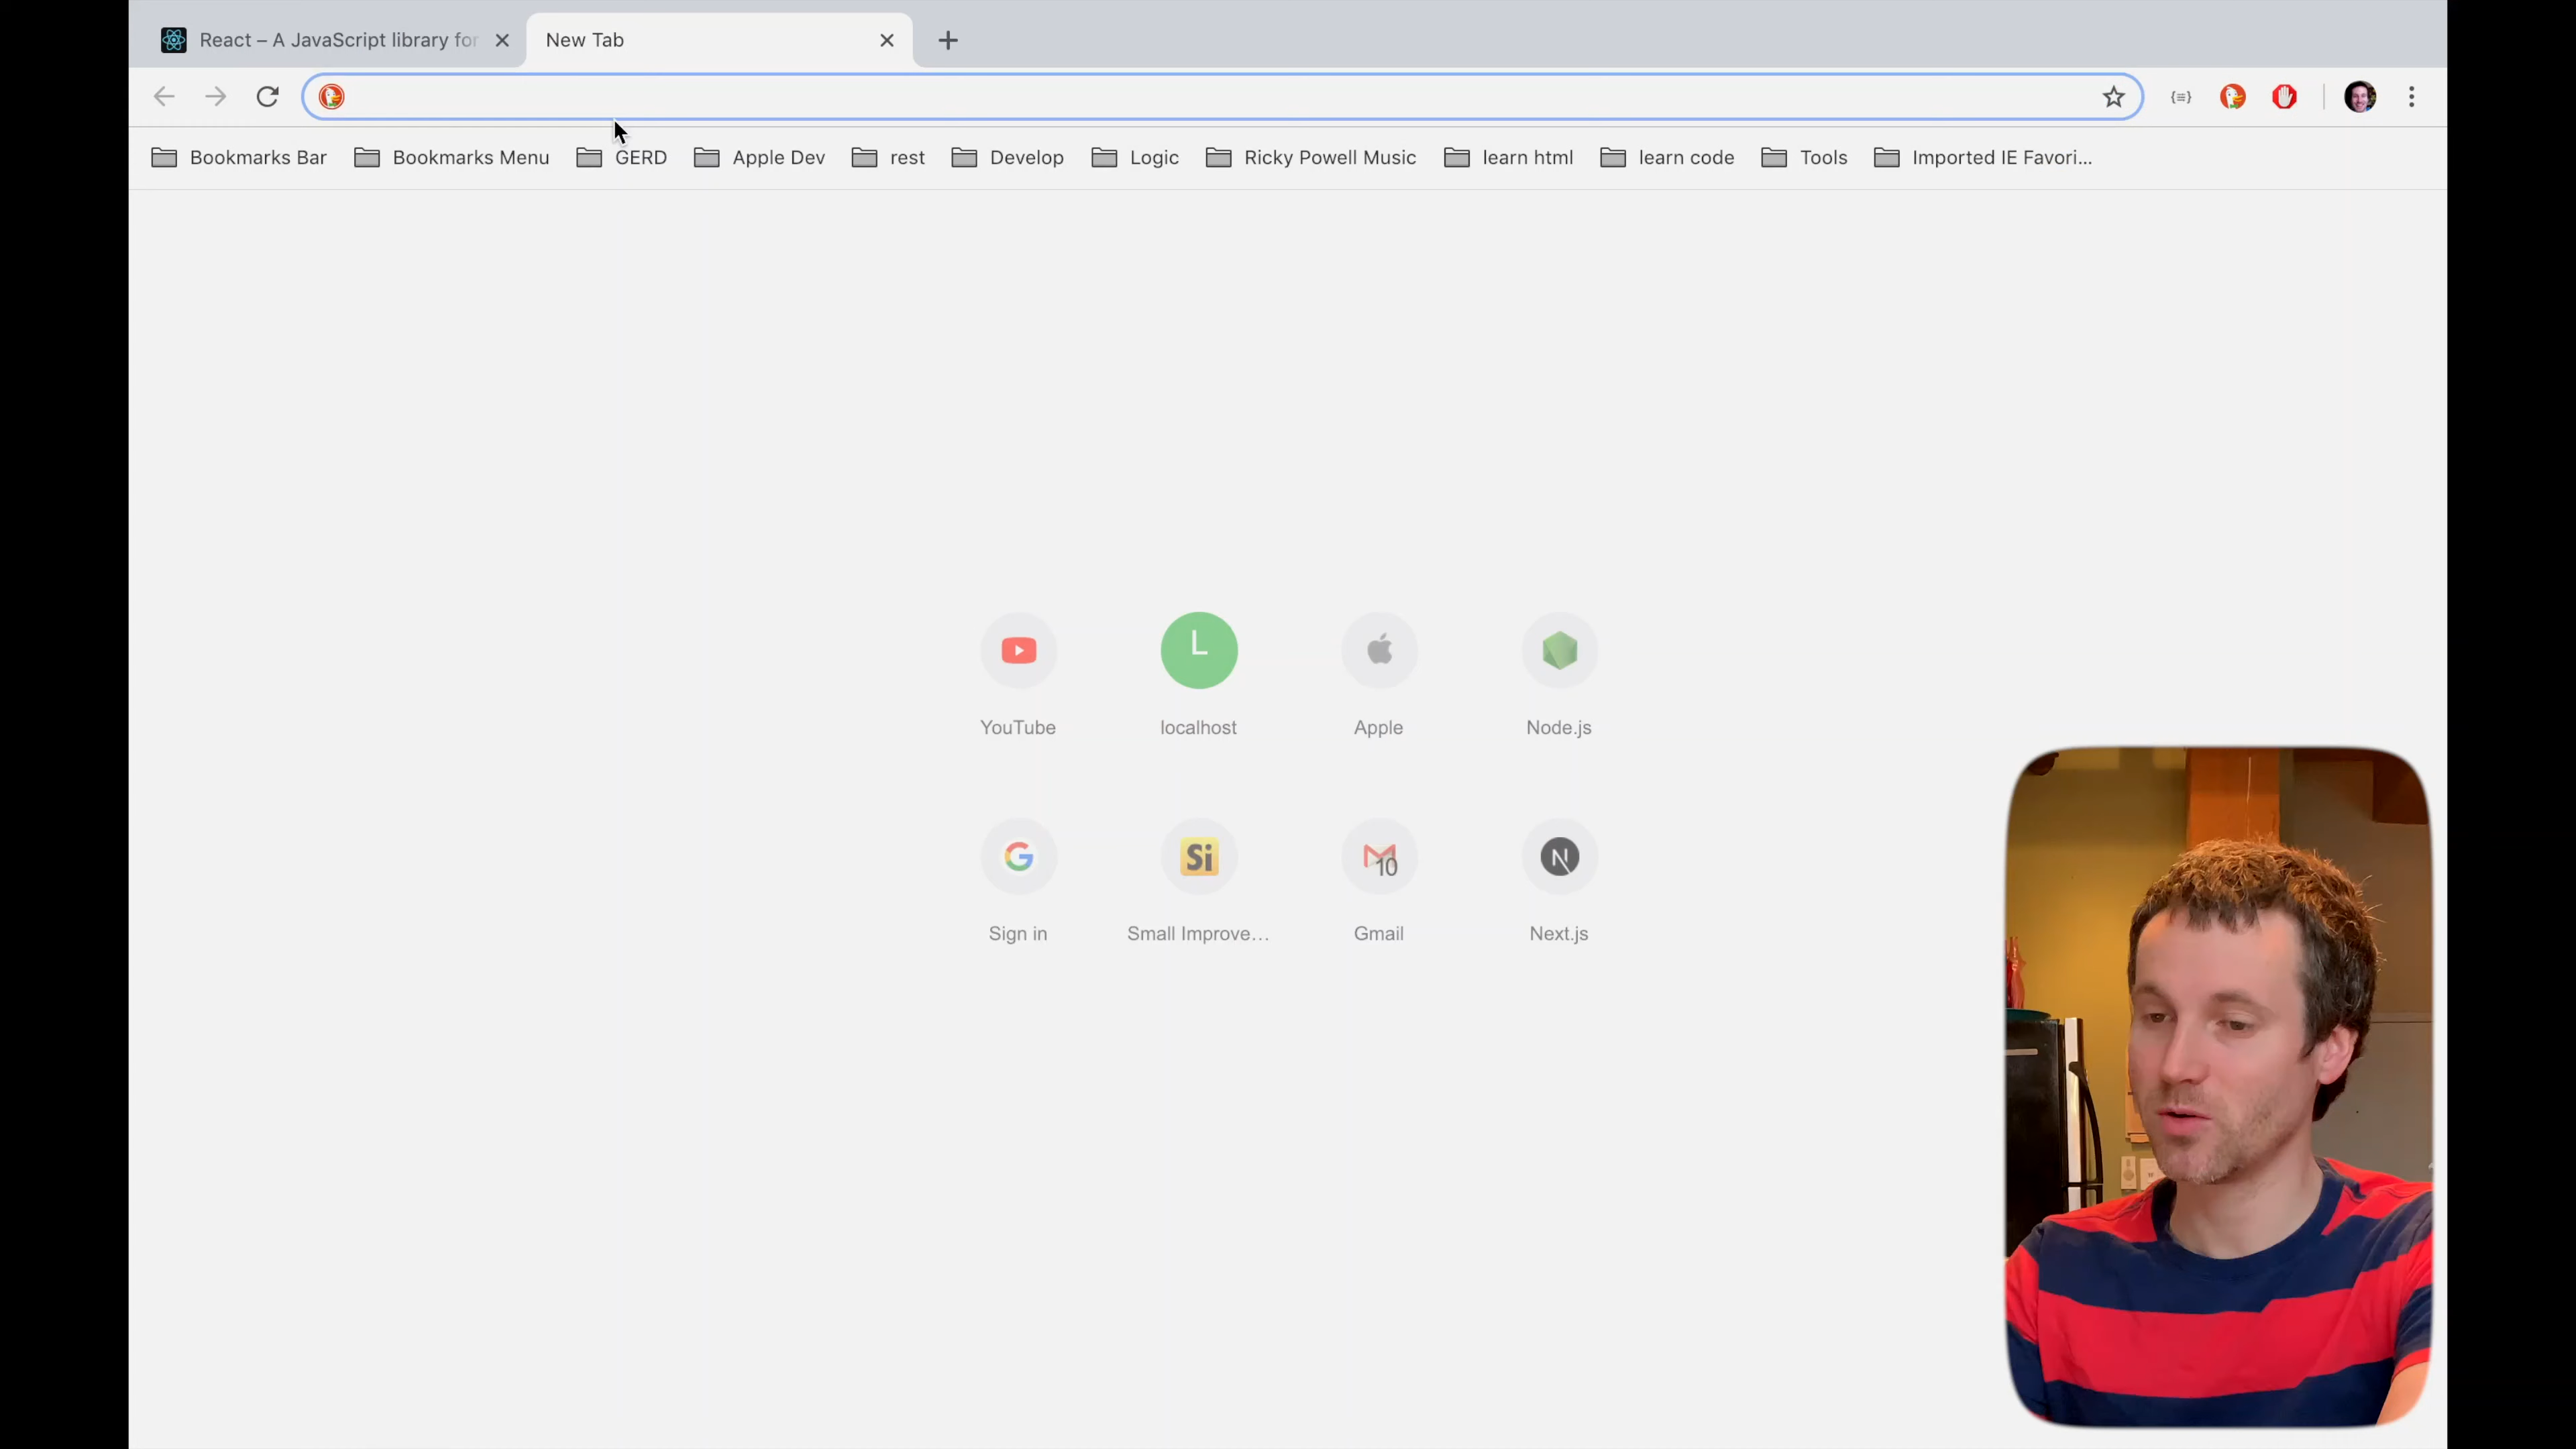 React – A JavaScript library for
New Tab
Bookmarks Bar
Bookmarks Menu
GERD
Apple Dev
rest
Develop
Logic
Ricky Powell Music
learn html
learn code
Tools
Imported IE Favori...
L
YouTube
localhost
Apple
Node.js
Si
10
N
Sign in
Small Improve...
Gmail
Next.js